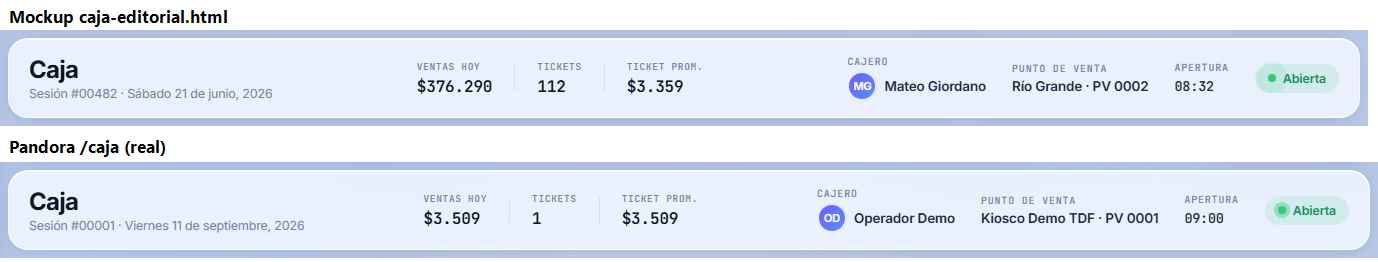 Mockup caja-editorial.html
Caja
Sesión #00482 · Sábado 21 de junio, 2026
VENTAS HOY
$376.290
TICKETS
112
TICKET PROM.
$3.359
CAJERO
MG Mateo Giordano
PUNTO DE VENTA
Río Grande · PV 0002
APERTURA
08:32
Abierta
Pandora /caja (real)
Caja
Sesión #00001 · Viernes 11 de septiembre, 2026
VENTAS HOY
$3.509
TICKETS
1
TICKET PROM.
$3.509
CAJERO
OD Operador Demo
PUNTO DE VENTA
Kiosco Demo TDF · PV 0001
APERTURA
09:00
Abierta